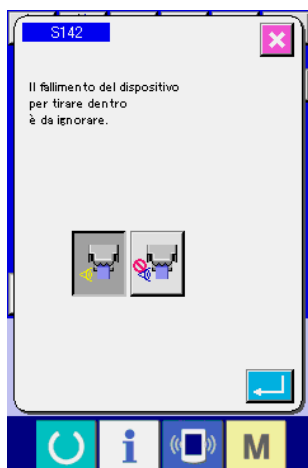 S142
Il fallimento del dispositivo
per tirare dentro
è da ignorare.
i
M